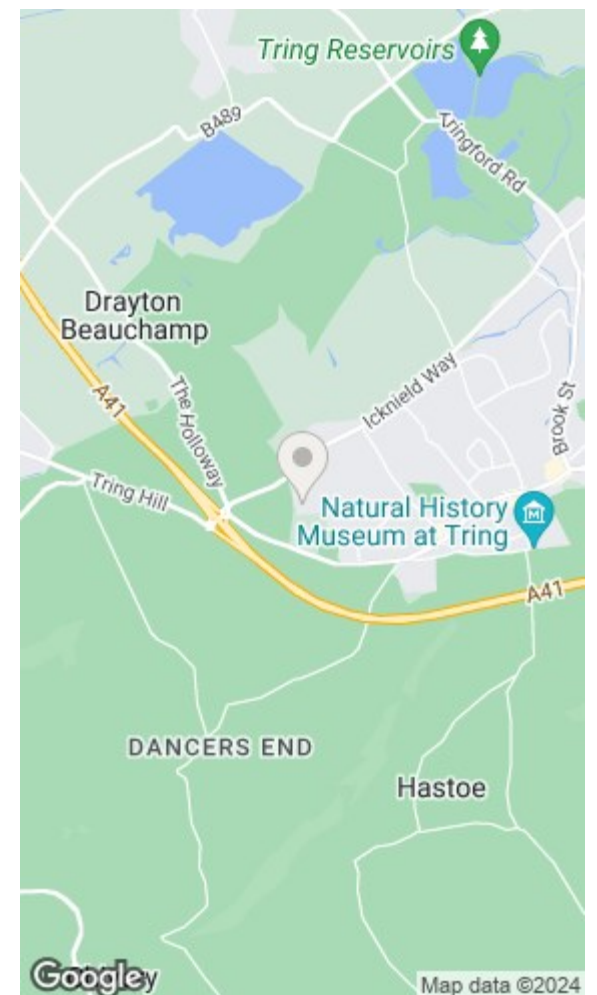 Tring Reservoirs
B489
Tringford Rd
Drayton
Beauchamp
A41
The Holloway
Icknield Way
Brook St
Tring Hill
Natural History
Museum at Tring
M
A41
DANCERS END
Hastoe
Google
Map data ©2024